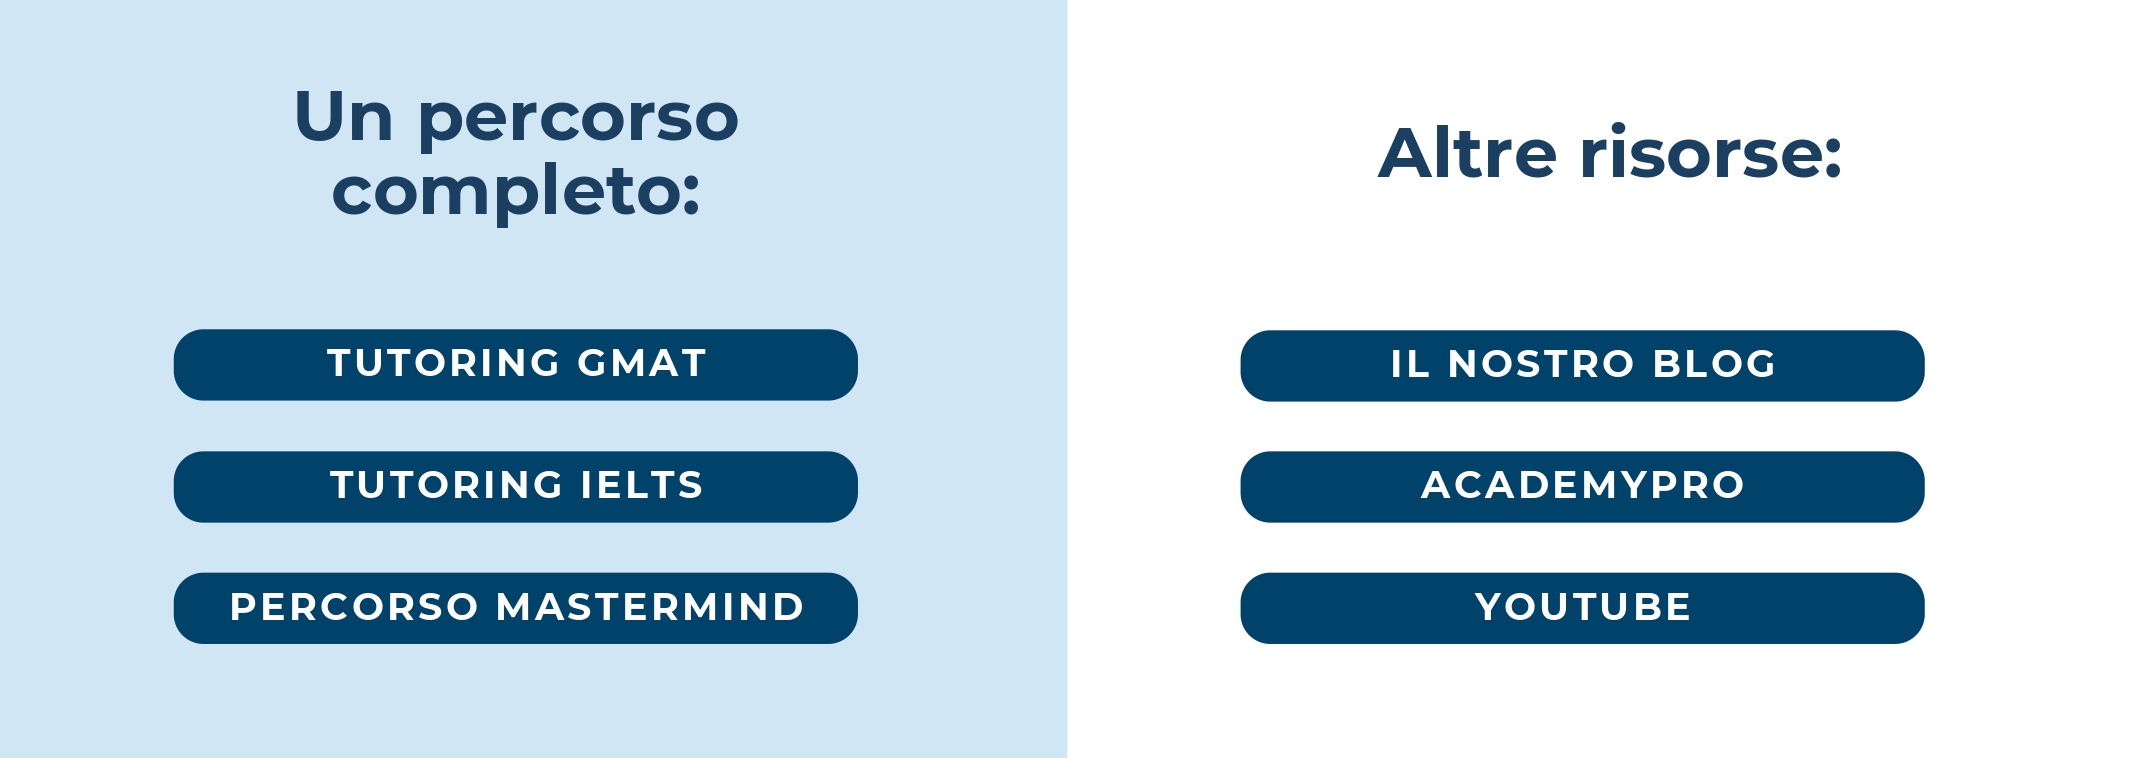 Un percorso
completo:
TUTORING GMAT
TUTORING IELTS
PERCORSO MASTERMIND
Altre risorse:
IL NOSTRO BLOG
ACADEMYPRO
YOUTUBE